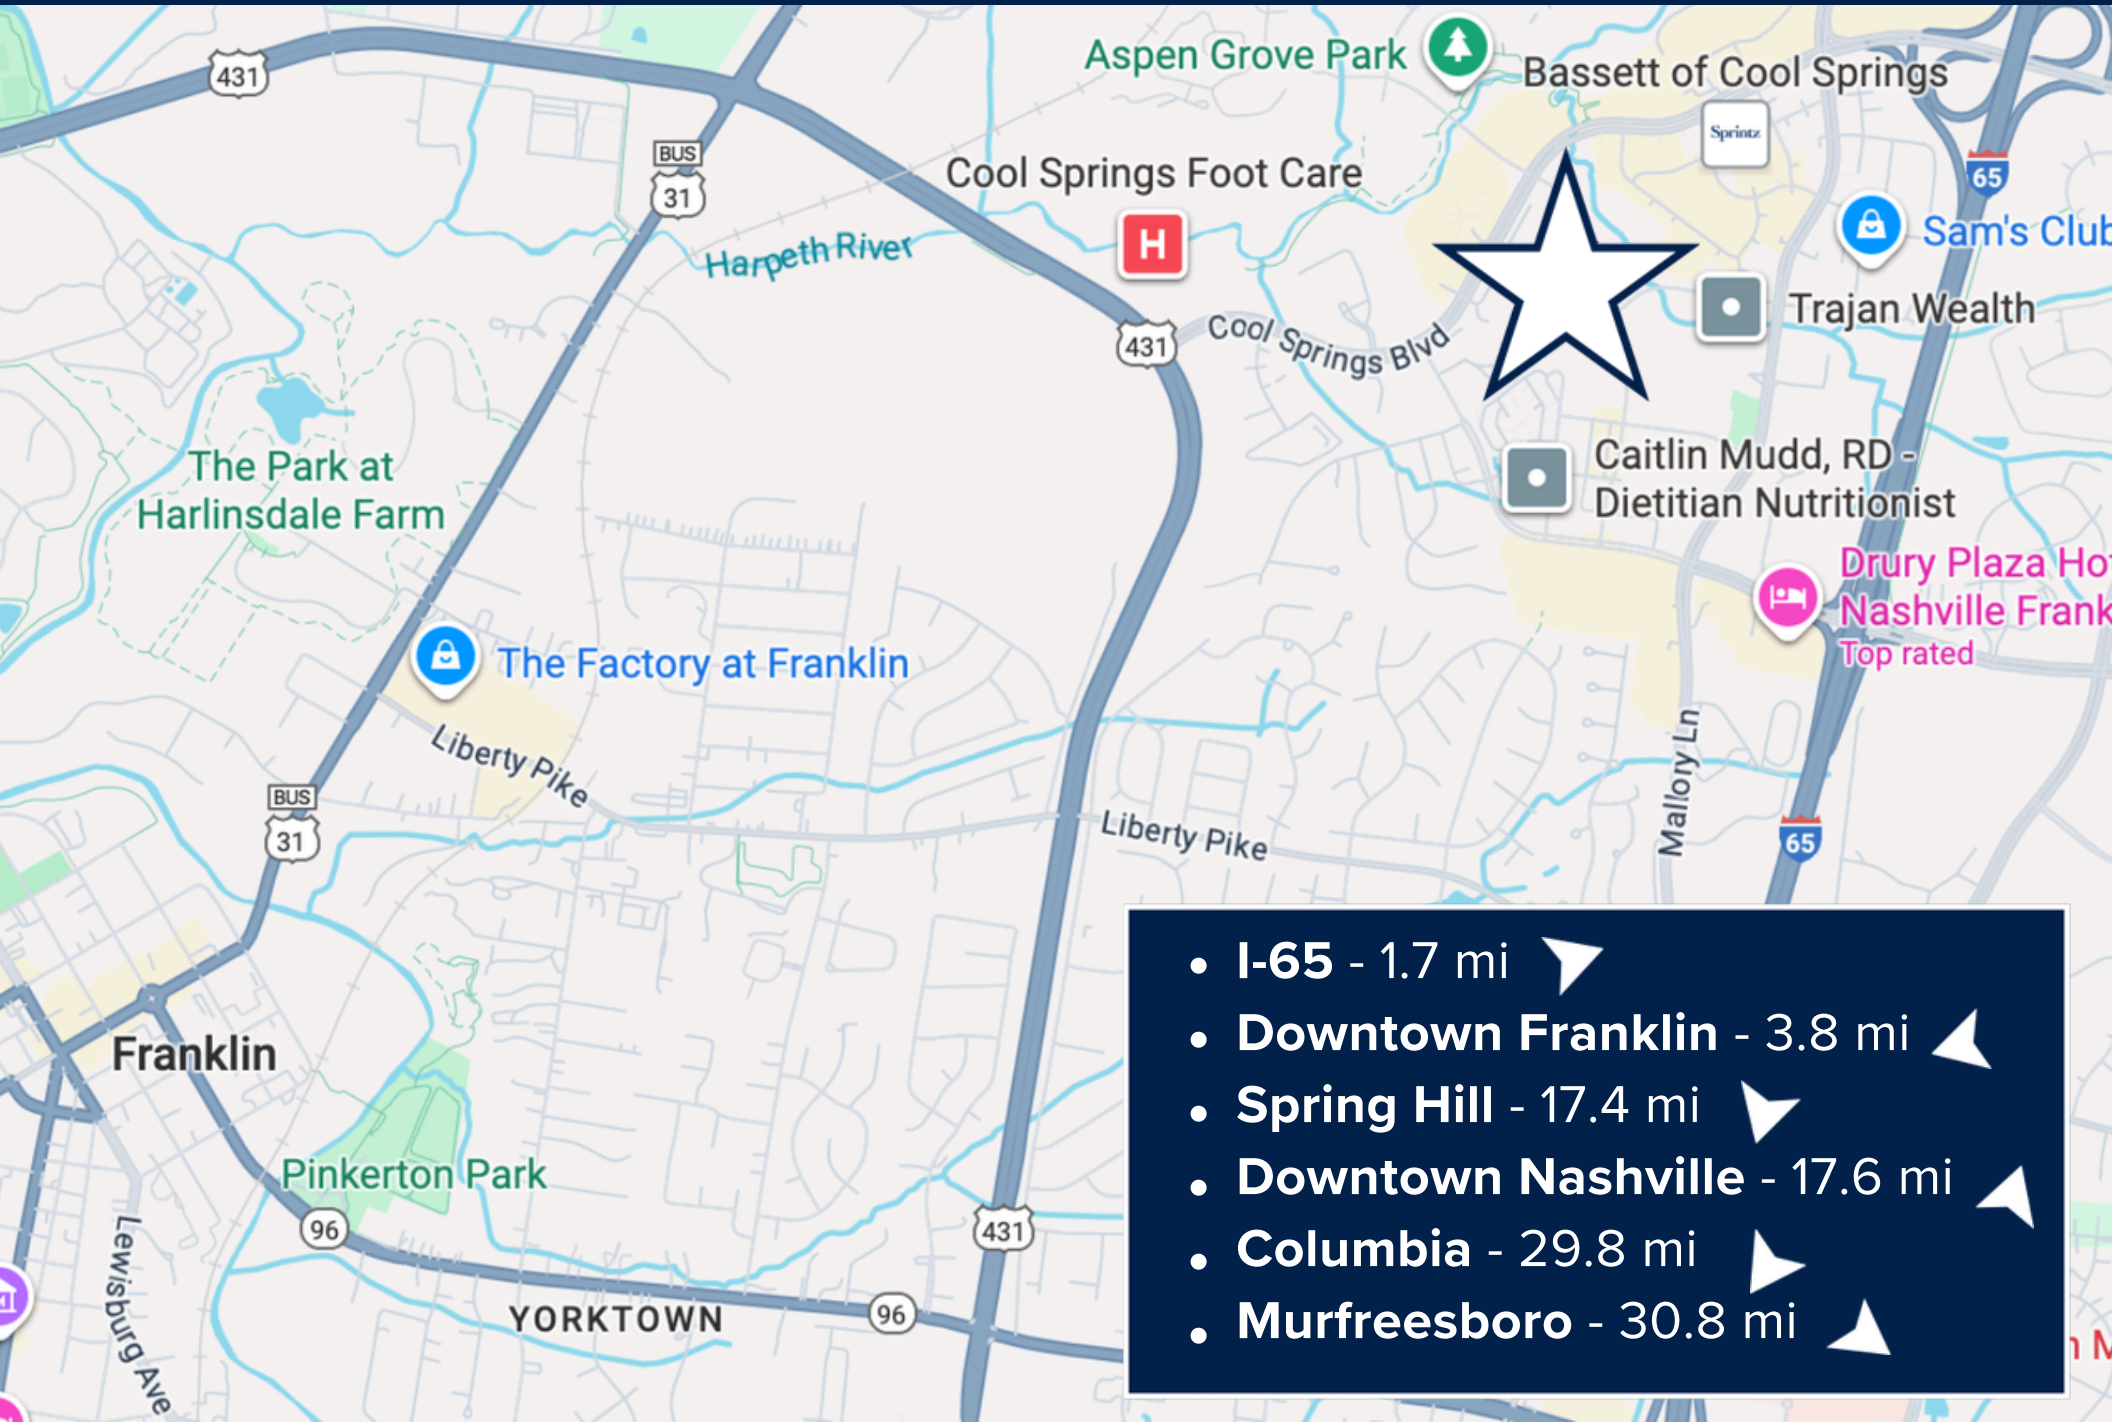 431
Aspen Grove Park
Bassett of Cool Springs
Sprintz
BUS
31
65
Cool Springs Foot Care
H
Harpeth River
Sam's Club
431
Cool Springs Blvd
Trajan Wealth
The Park at
Harlinsdale Farm
Caitlin Mudd, RD -
Dietitian Nutritionist
Drury Plaza Hot
Nashville Frank
Top rated
The Factory at Franklin
Liberty Pike
Mallory Ln
BUS
31
Liberty Pike
65
• I-65 - 1.7 mi
• Downtown Franklin - 3.8 mi
• Spring Hill - 17.4 mi
• Downtown Nashville - 17.6 mi
• Columbia - 29.8 mi
• Murfreesboro - 30.8 mi
Franklin
Pinkerton Park
96
431
Lewisburg Ave
YORKTOWN
96